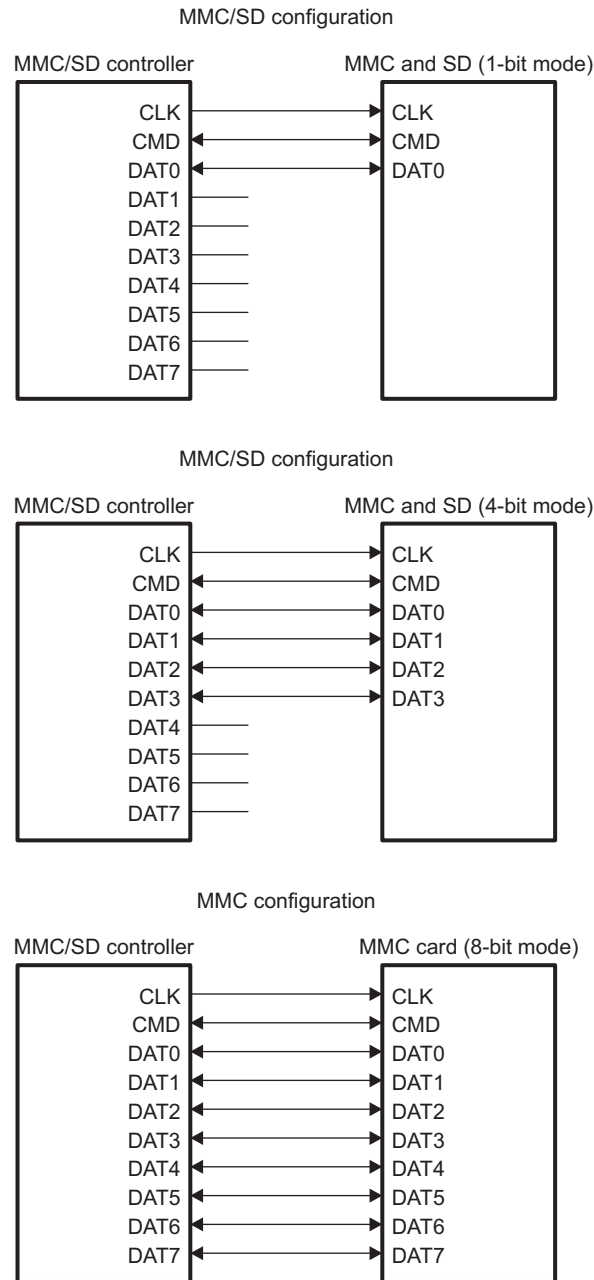 MMC/SD configuration
MMC/SD controller MMC and SD (1-bit mode)
CLK CLK
CMD CMD
DAT0 DAT0
DAT1
DAT2
DAT3
DAT4
DAT5
DAT6
DAT7
MMC/SD configuration
MMC/SD controller MMC and SD (4-bit mode)
CLK CLK
CMD CMD
DAT0 DAT0
DAT1 DAT1
DAT2 DAT2
DAT3 DAT3
DAT4
DAT5
DAT6
DAT7
MMC configuration
MMC/SD controller MMC card (8-bit mode)
CLK CLK
CMD CMD
DAT0 DAT0
DAT1 DAT1
DAT2 DAT2
DAT3 DAT3
DAT4 DAT4
DAT5 DAT5
DAT6 DAT6
DAT7 DAT7